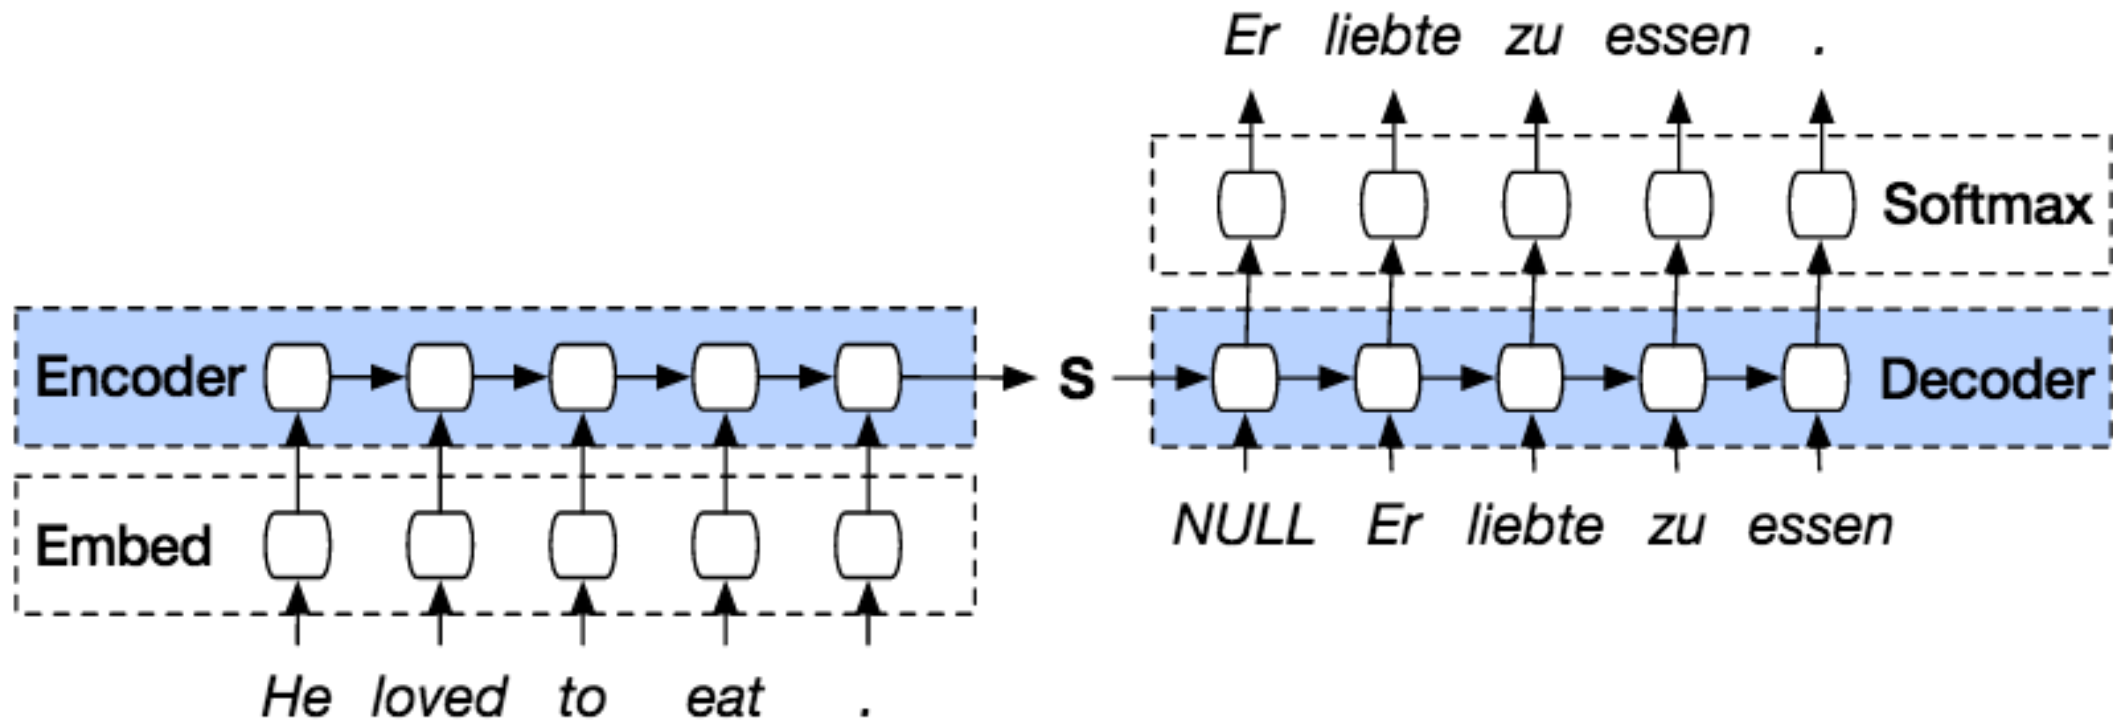 Er liebte zu essen .
Softmax
Encoder
S
Decoder
NULL Er liebte zu essen
Embed
He loved to eat .